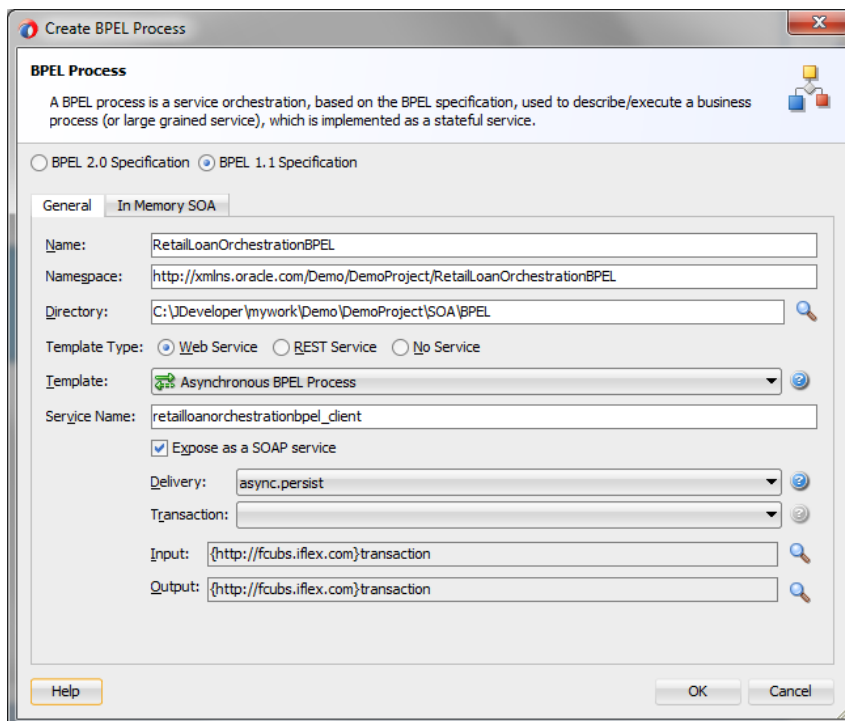 Create BPEL Process
BPEL Process
A BPEL process is a service orchestration, based on the BPEL specification, used to describe/execute a business
process (or large grained service), which is implemented as a stateful service.
BPEL 2.0 Specification BPEL 1.1 Specification
General In Memory SOA
Name: RetailLoanOrchestrationBPEL
Namespace: http://xmlns.oracle.com/Demo/DemoProject/RetailLoanOrchestrationBPEL
Directory: C:\JDeveloper\mywork\Demo\DemoProject\SOA\BPEL
Template Type: Web Service REST Service No Service
Template: Asynchronous BPEL Process
Service Name: retailloanorchestrationbpel_client
Expose as a SOAP service
Delivery: async.persist
Transaction:
Input: {http://fcubs.iflex.com}transaction
Output: {http://fcubs.iflex.com}transaction
Help OK Cancel